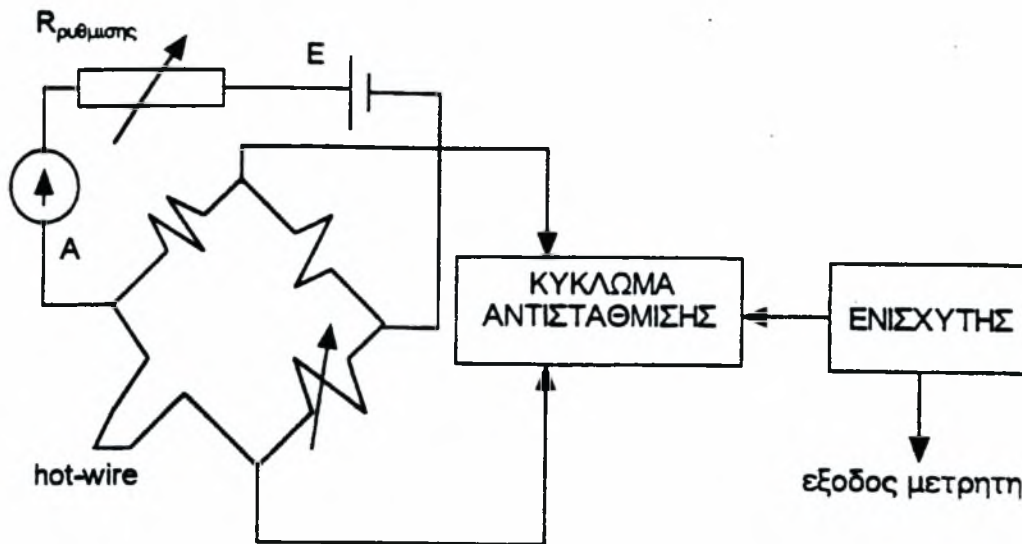 Rρυθμισης
E
A
ΚΥΚΛΩΜΑ
ΑΝΤΙΣΤΑΘΜΙΣΗΣ
ΕΝΙΣΧΥΤΗΣ
hot-wire
εξοδος μετρητη